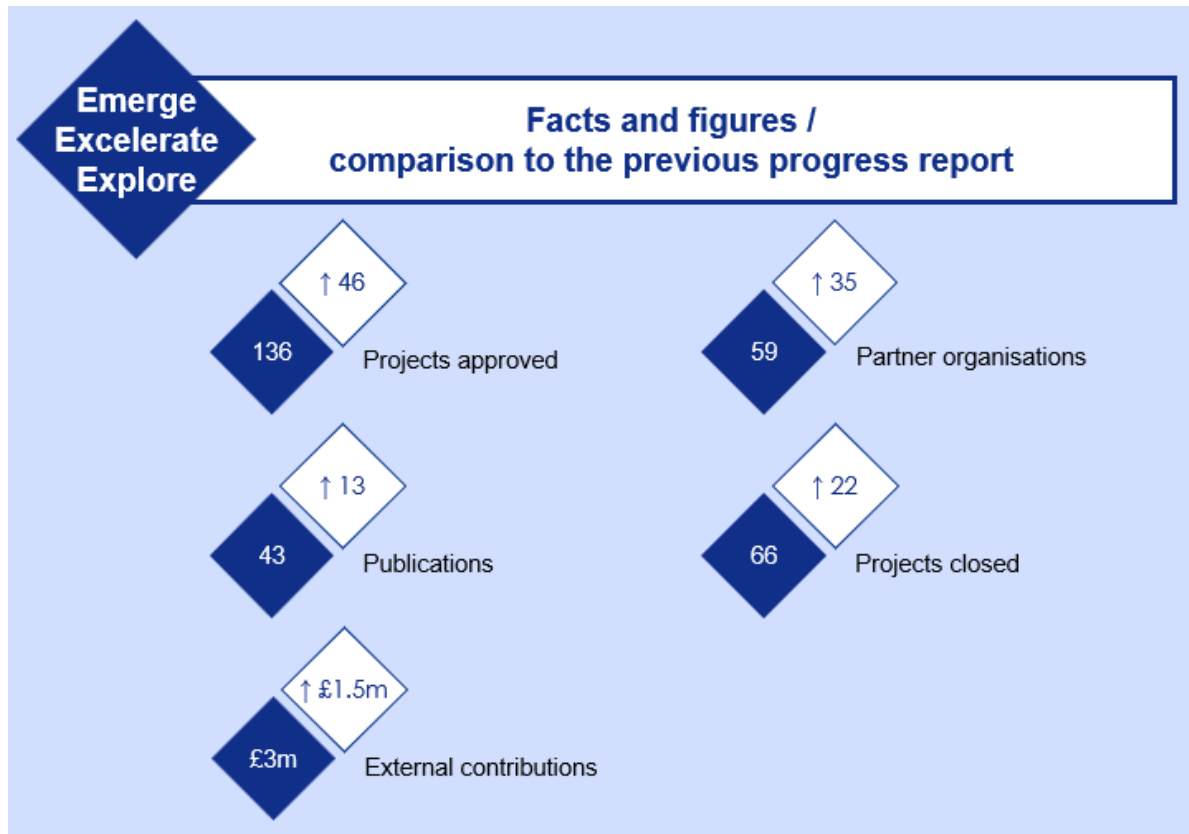 Emerge
Excelerate
Explore
Facts and figures /
comparison to the previous progress report
↑ 46
136
Projects approved
↑ 35
59
Partner organisations
↑ 13
43
Publications
↑ 22
66
Projects closed
↑ £1.5m
£3m
External contributions